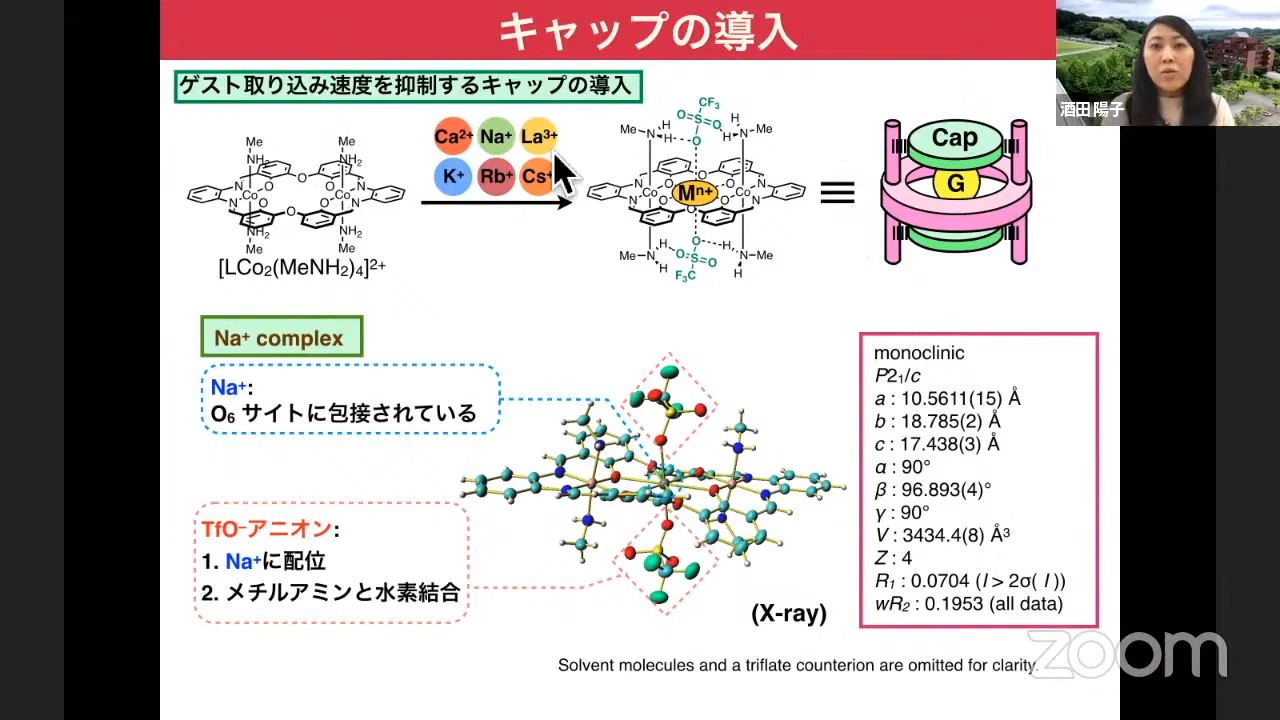 キャップの導入
酒田 陽子
ゲスト取り込み速度を抑制するキャップの導入
Me Me
NH₂ NH₂
N O O N
Co Co
N O O N
O
NH₂ NH₂
Me Me
[LCo₂(MeNH₂)₄]²⁺
Ca²⁺ Na⁺ La³⁺
K⁺ Rb⁺ Cs⁺
CF₃
O S O
O
Me N H H N Me
H H
Co Mⁿ⁺ Co
O
Me N H O S O H N Me
H H
F₃C
≡
Cap
G
Na⁺ complex
Na⁺:
O₆ サイトに包接されている
TfO⁻アニオン:
1. Na⁺に配位
2. メチルアミンと水素結合
(X-ray)
monoclinic
P2₁/c
a : 10.5611(15) Å
b : 18.785(2) Å
c : 17.438(3) Å
α : 90°
β : 96.893(4)°
γ : 90°
V : 3434.4(8) Å³
Z : 4
R₁ : 0.0704 (I > 2σ( I ))
wR₂ : 0.1953 (all data)
Solvent molecules and a triflate counterion are omitted for clarity.
zoom